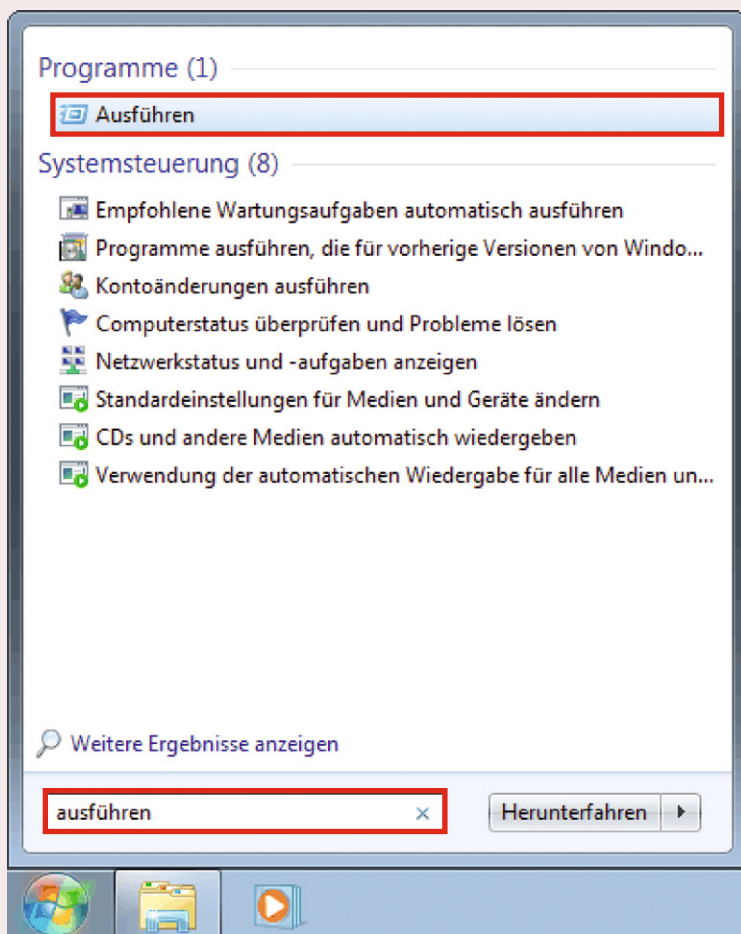 Programme (1)
Ausführen
Systemsteuerung (8)
Empfohlene Wartungsaufgaben automatisch ausführen
Programme ausführen, die für vorherige Versionen von Windo...
Kontoänderungen ausführen
Computerstatus überprüfen und Probleme lösen
Netzwerkstatus und -aufgaben anzeigen
Standardeinstellungen für Medien und Geräte ändern
CDs und andere Medien automatisch wiedergeben
Verwendung der automatischen Wiedergabe für alle Medien un...
Weitere Ergebnisse anzeigen
ausführen Herunterfahren